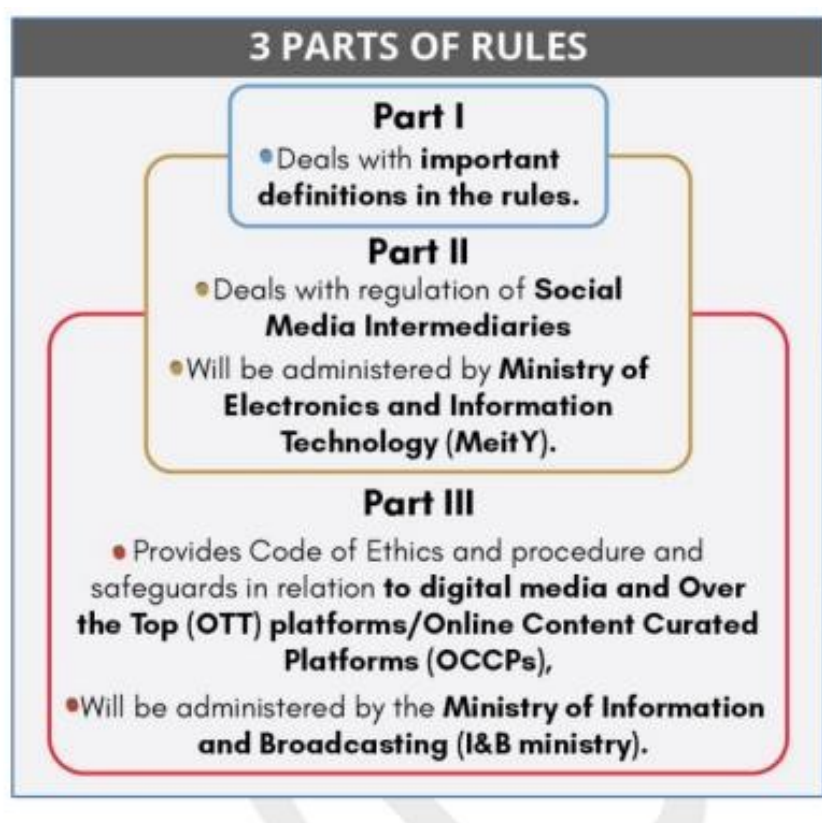 3 PARTS OF RULES
Part I
•Deals with important
definitions in the rules.
Part II
•Deals with regulation of Social
Media Intermediaries
•Will be administered by Ministry of
Electronics and Information
Technology (MeitY).
Part III
• Provides Code of Ethics and procedure and
safeguards in relation to digital media and Over
the Top (OTT) platforms/Online Content Curated
Platforms (OCCPs),
•Will be administered by the Ministry of Information
and Broadcasting (I&B ministry).